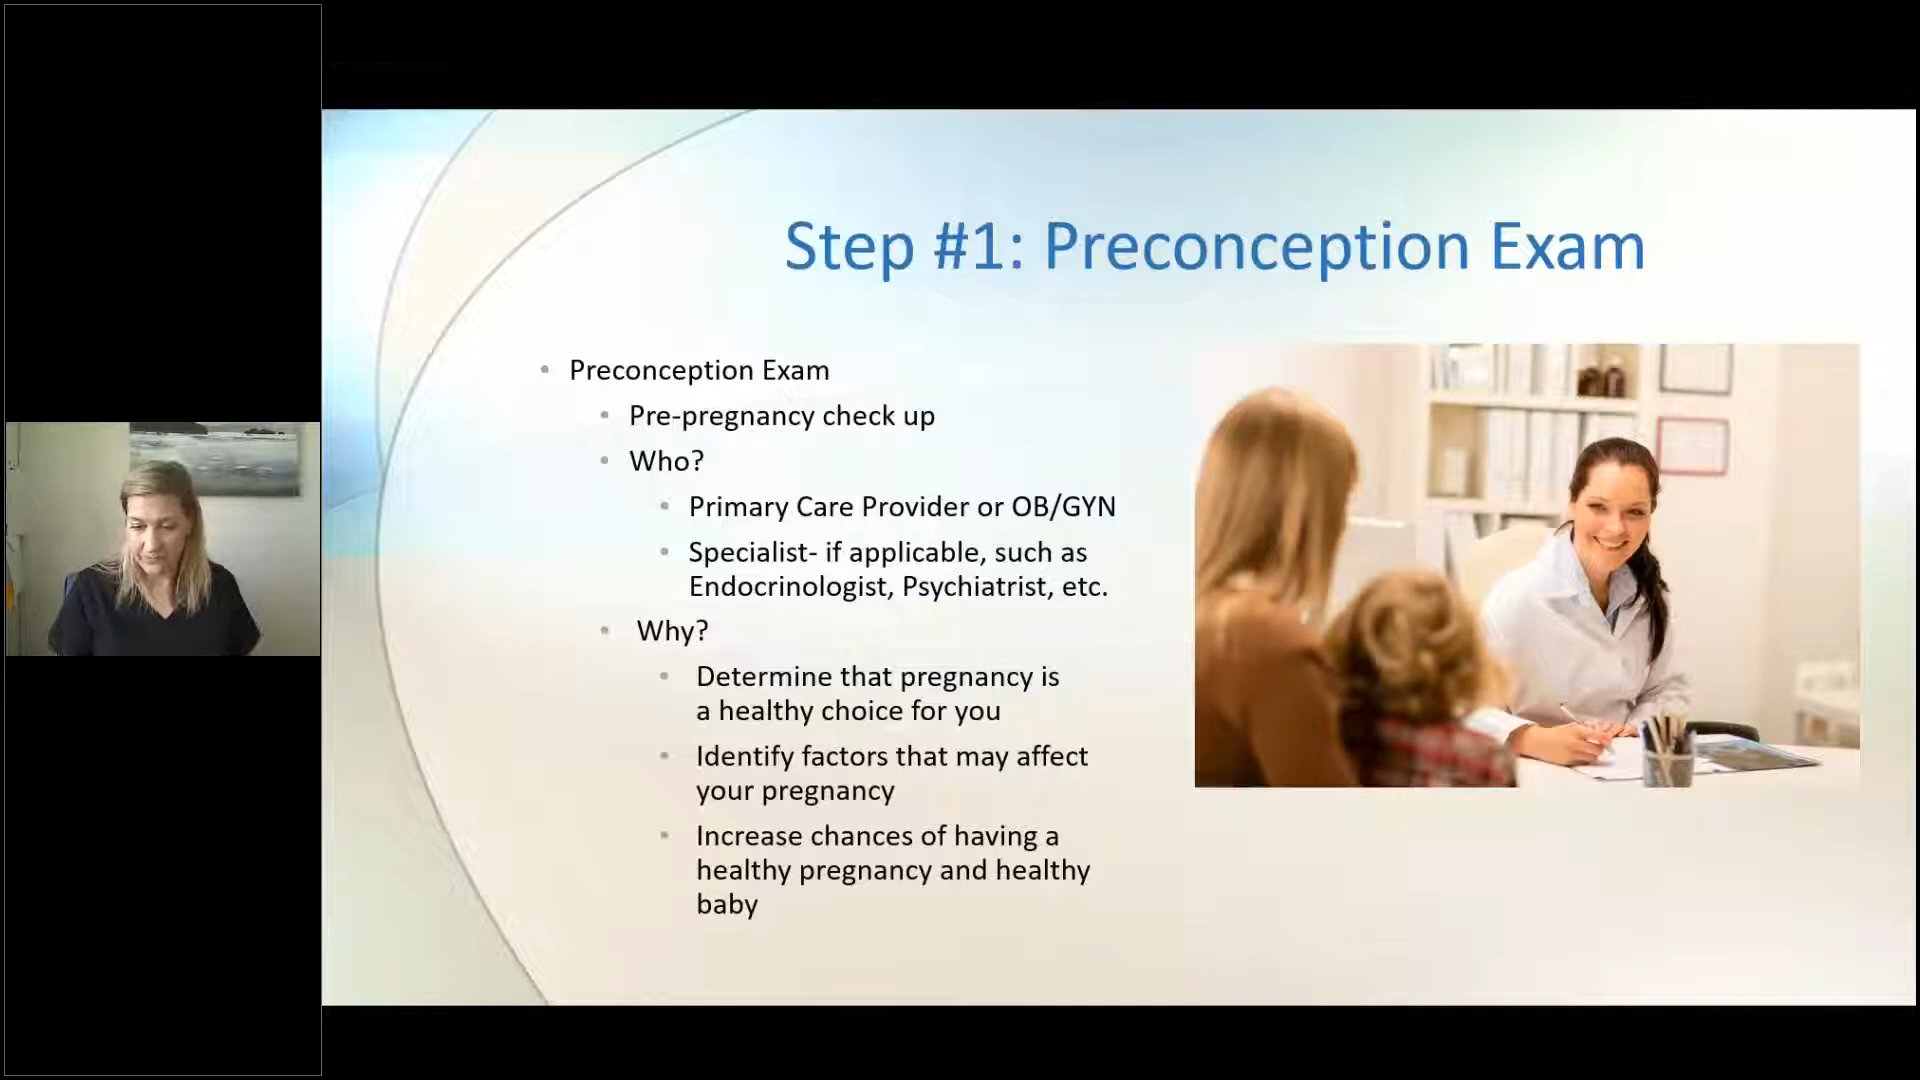 Step #1: Preconception Exam
• Preconception Exam
• Pre-pregnancy check up
• Who?
• Primary Care Provider or OB/GYN
• Specialist- if applicable, such as
Endocrinologist, Psychiatrist, etc.
• Why?
• Determine that pregnancy is
a healthy choice for you
• Identify factors that may affect
your pregnancy
• Increase chances of having a
healthy pregnancy and healthy
baby